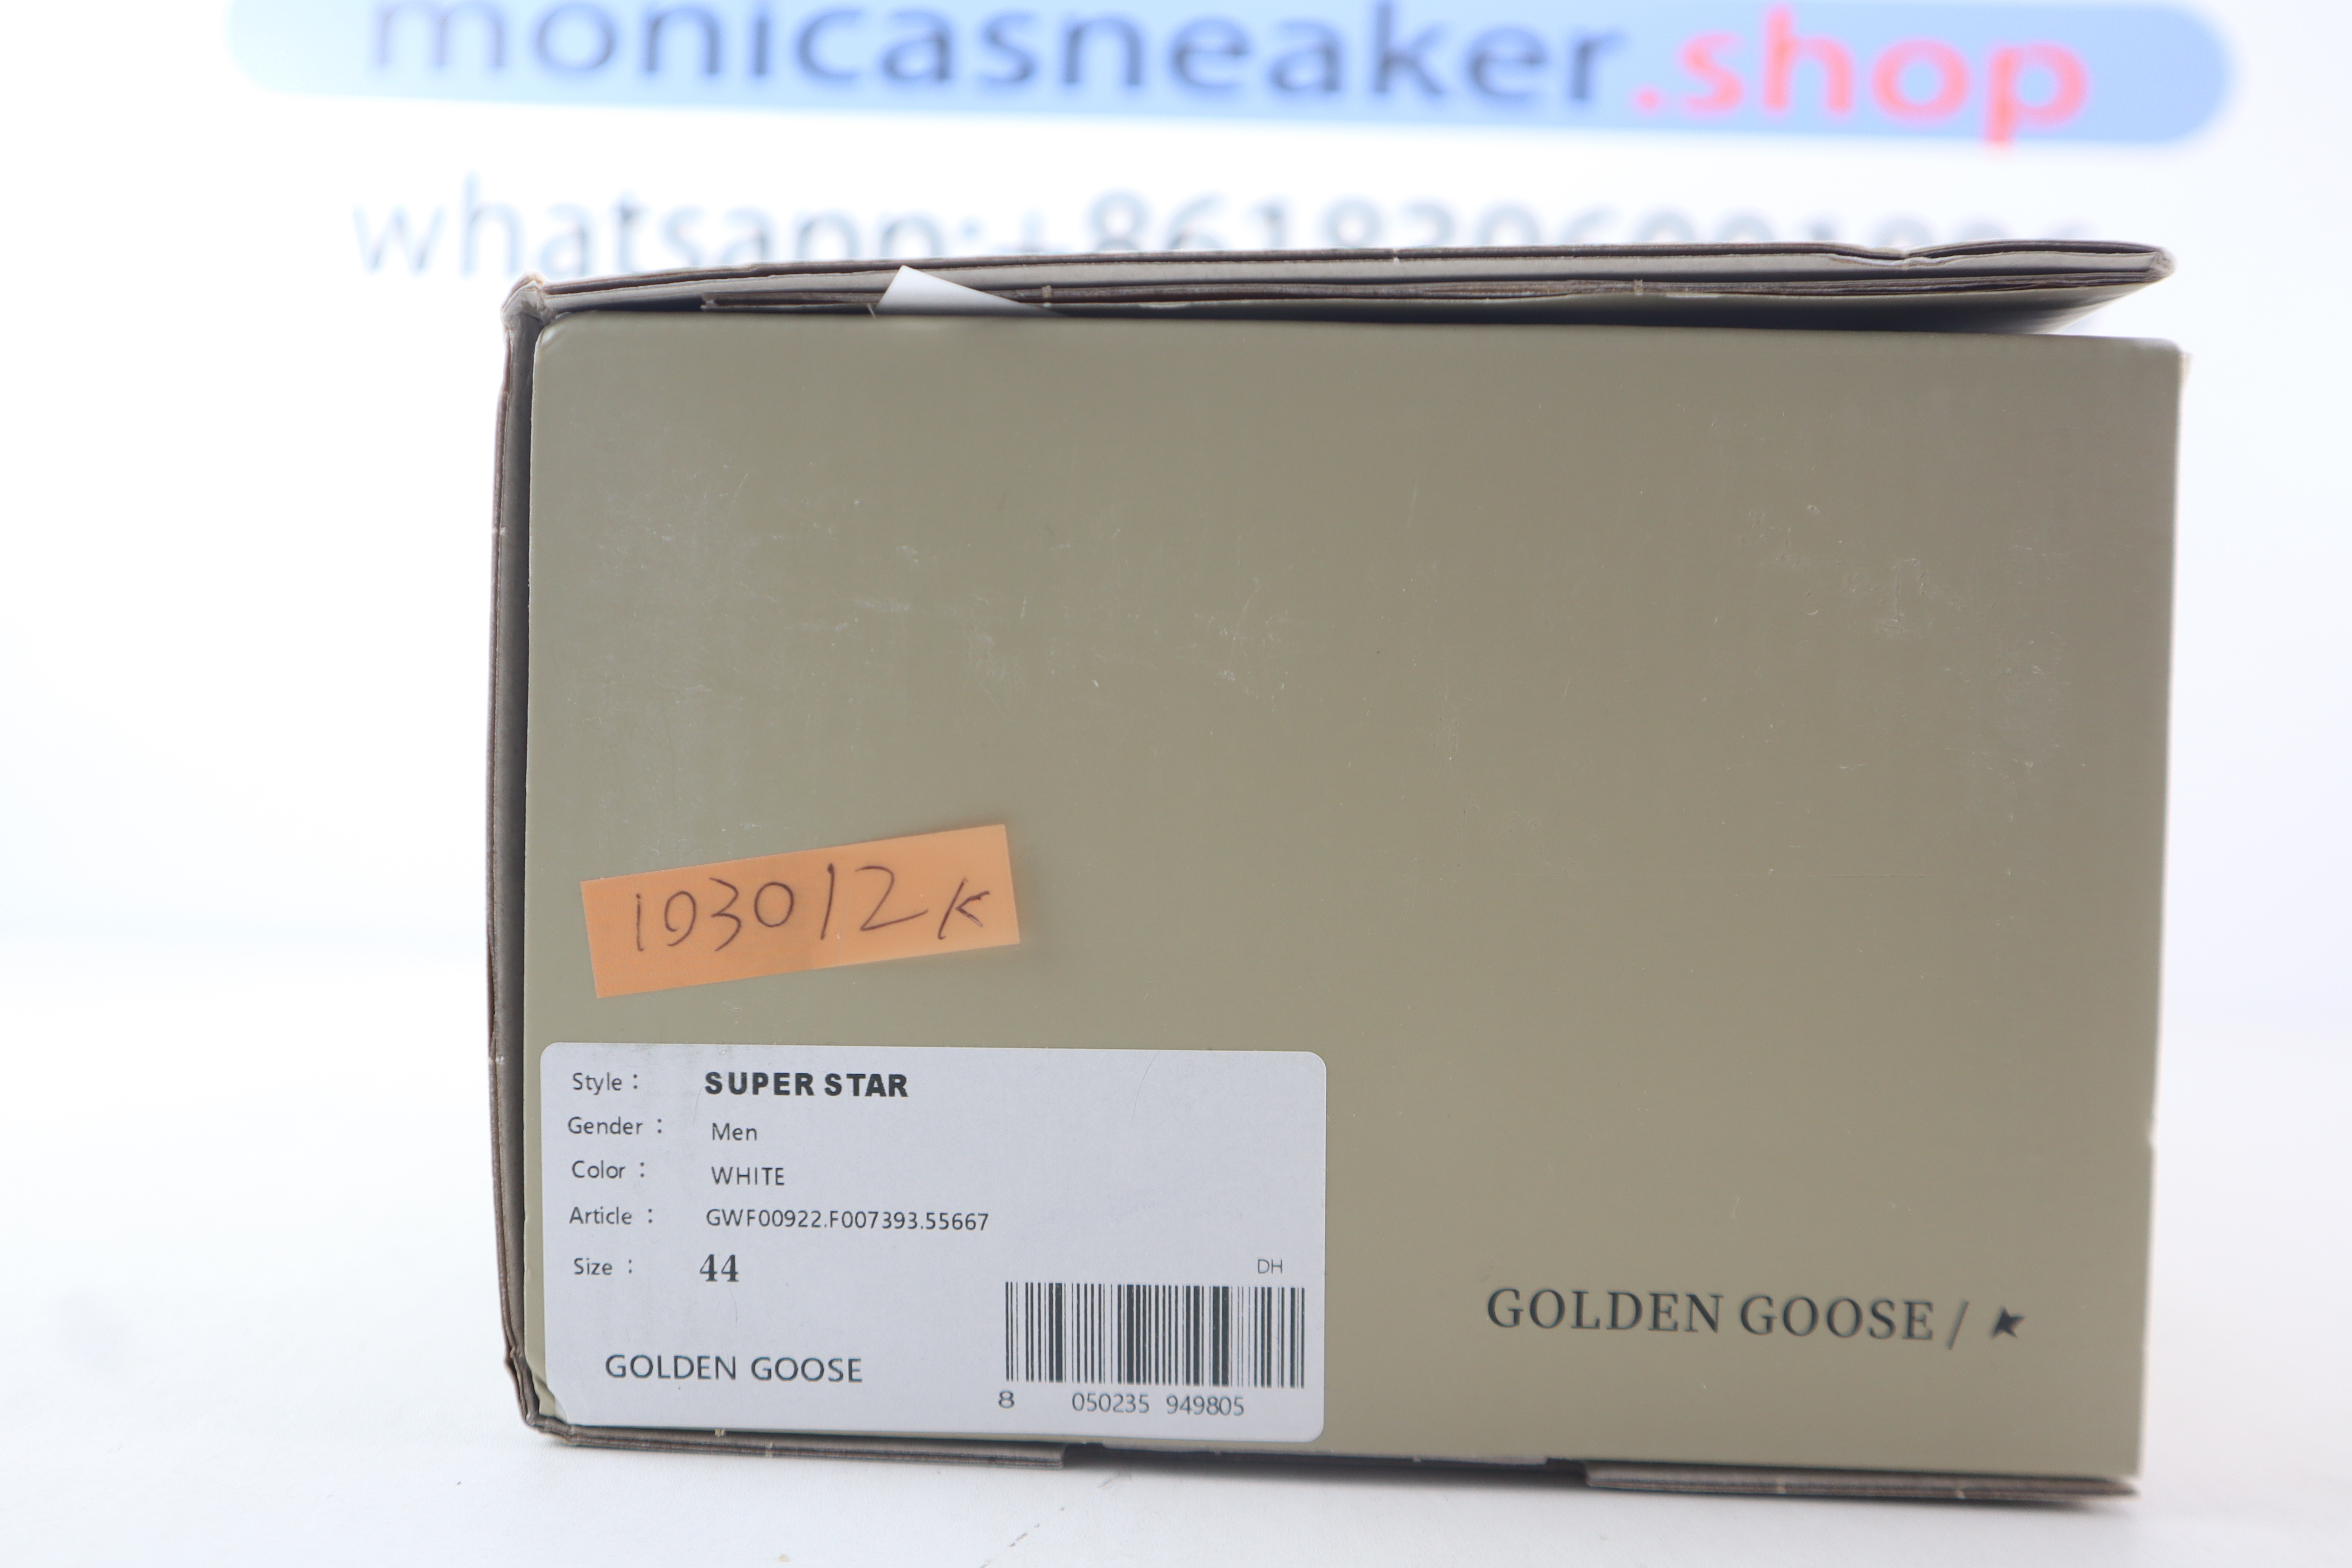 monicasneaker.shop
103012K
Style : SUPER STAR
Gender : Men
Color : WHITE
Article : GWF00922.F007393.55667
Size : 44
DH
GOLDEN GOOSE
8 050235 949805
GOLDEN GOOSE / ★